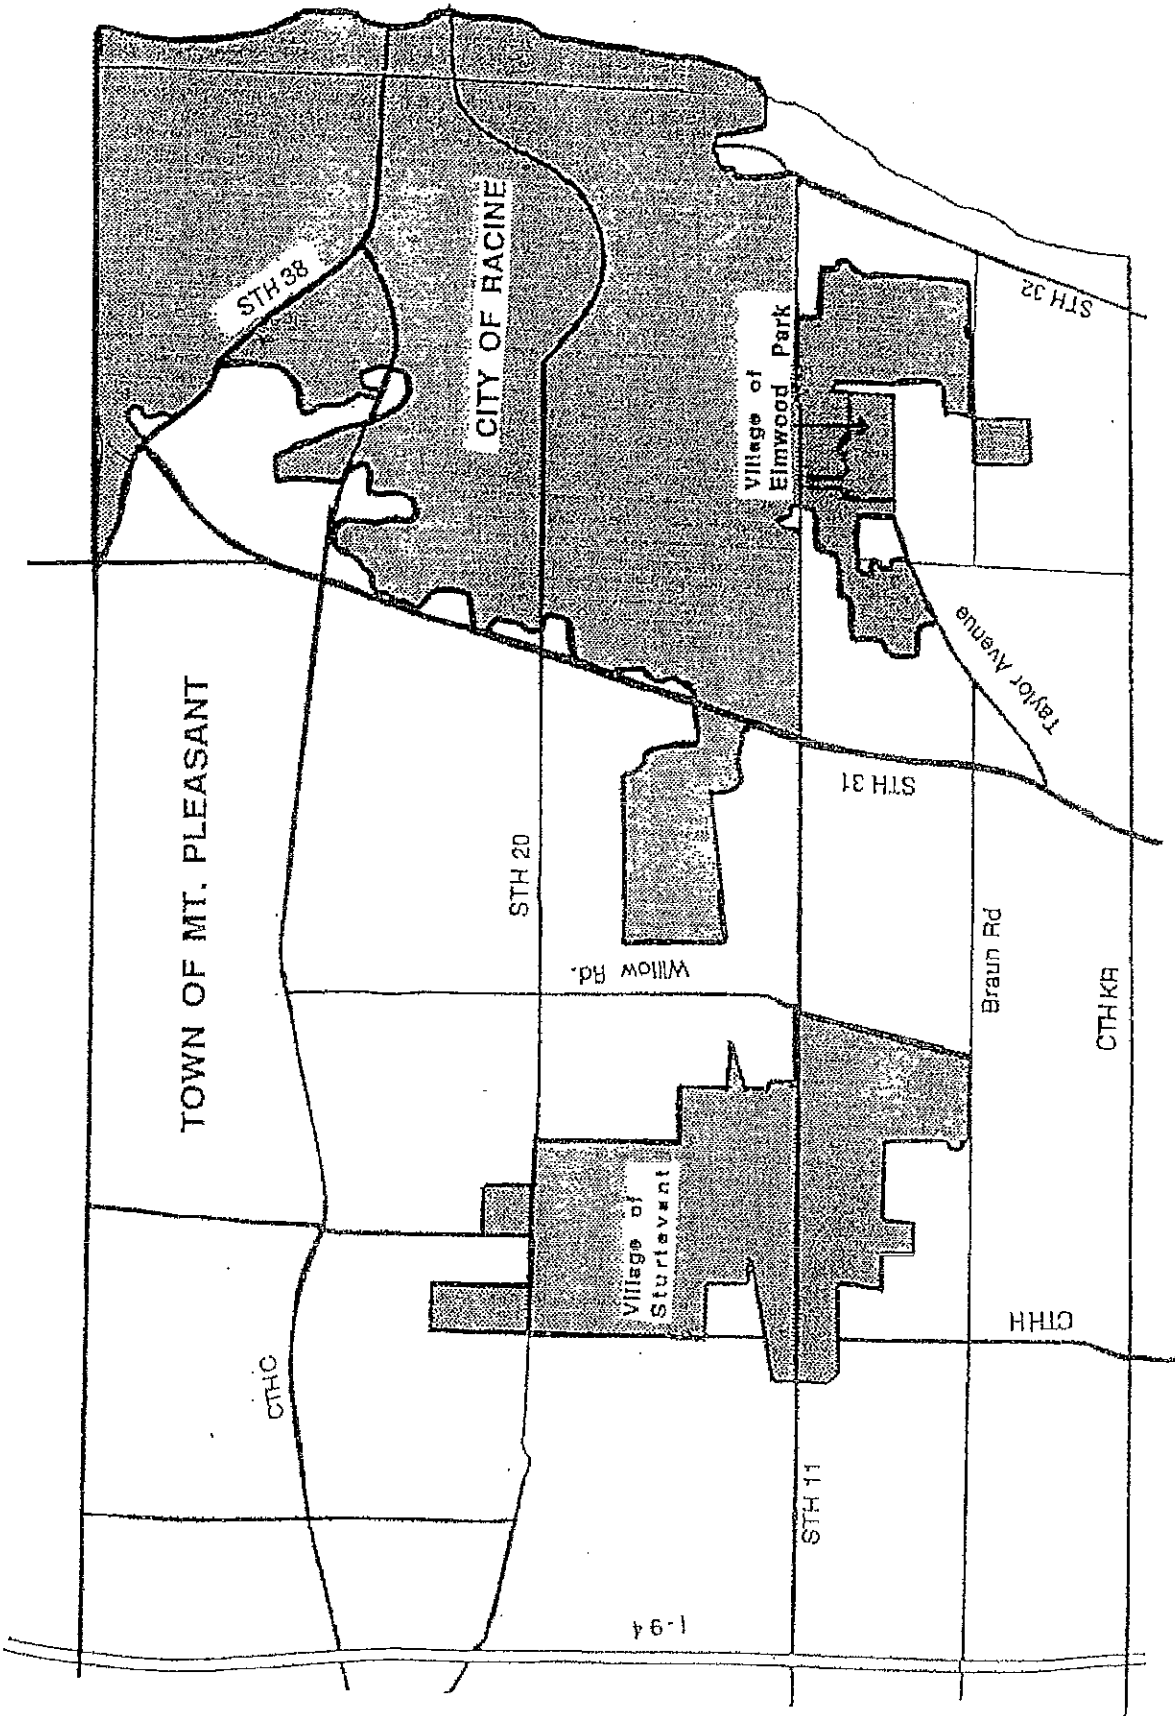 TOWN OF MT. PLEASANT
CITY OF RACINE
STH 38
Village of
Elmwood Park
Village of
Sturtevant
CTH C
STH 20
STH 11
Willow Rd.
Braun Rd
CTH KR
Taylor Avenue
STH 31
STH 32
CTH H
I-94